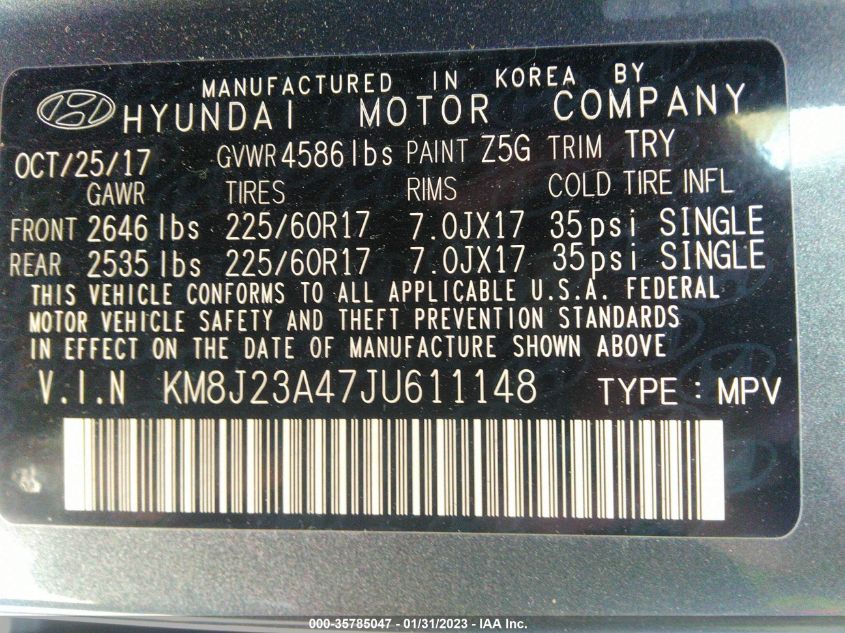 MANUFACTURED IN KOREA BY
HYUNDAI MOTOR COMPANY
OCT/25/17 GVWR 4586 lbs PAINT Z5G TRIM TRY
GAWR TIRES RIMS COLD TIRE INFL
FRONT 2646 lbs 225/60R17 7.0JX17 35psi SINGLE
REAR 2535 lbs 225/60R17 7.0JX17 35psi SINGLE
THIS VEHICLE CONFORMS TO ALL APPLICABLE U.S.A. FEDERAL
MOTOR VEHICLE SAFETY AND THEFT PREVENTION STANDARDS
IN EFFECT ON THE DATE OF MANUFACTURE SHOWN ABOVE
V.I.N KM8J23A47JU611148 TYPE : MPV
000-35785047 - 01/31/2023 - IAA Inc.